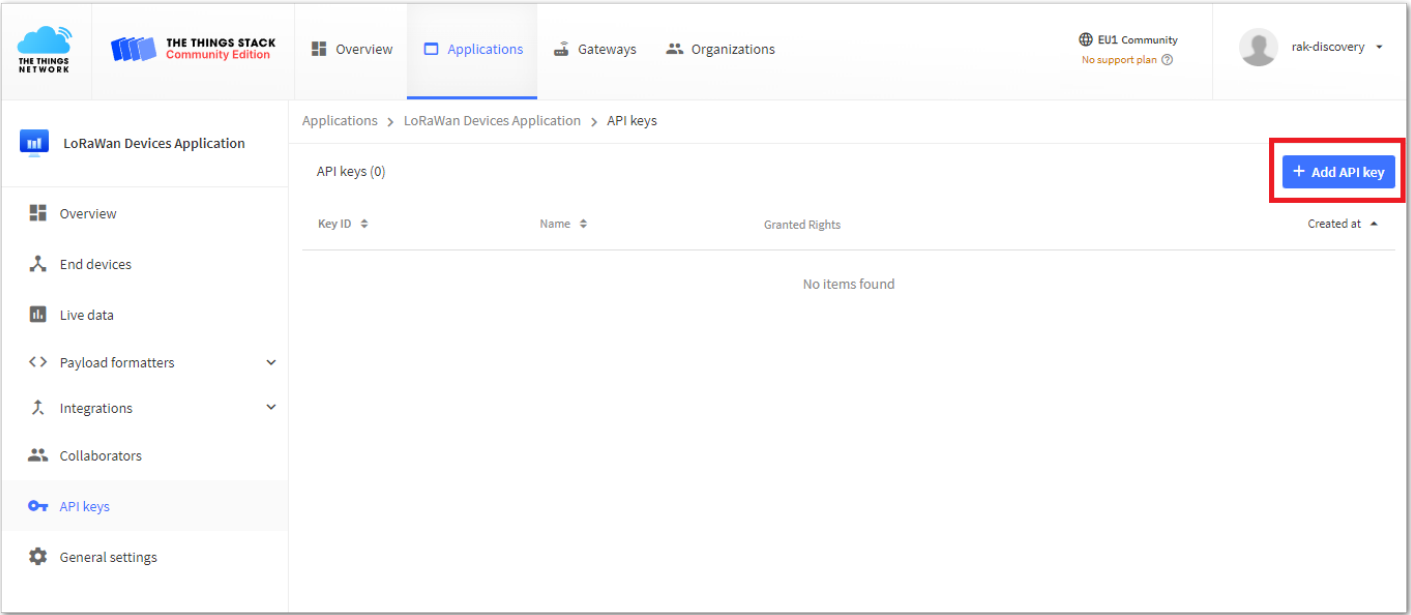 THE THINGS
NETWORK
THE THINGS STACK
Community Edition
Overview
Applications
Gateways
Organizations
EU1 Community
No support plan
rak-discovery
LoRaWan Devices Application
Overview
End devices
Live data
Payload formatters
Integrations
Collaborators
API keys
General settings
Applications > LoRaWan Devices Application > API keys
API keys (0)
+ Add API key
Key ID
Name
Granted Rights
Created at
No items found